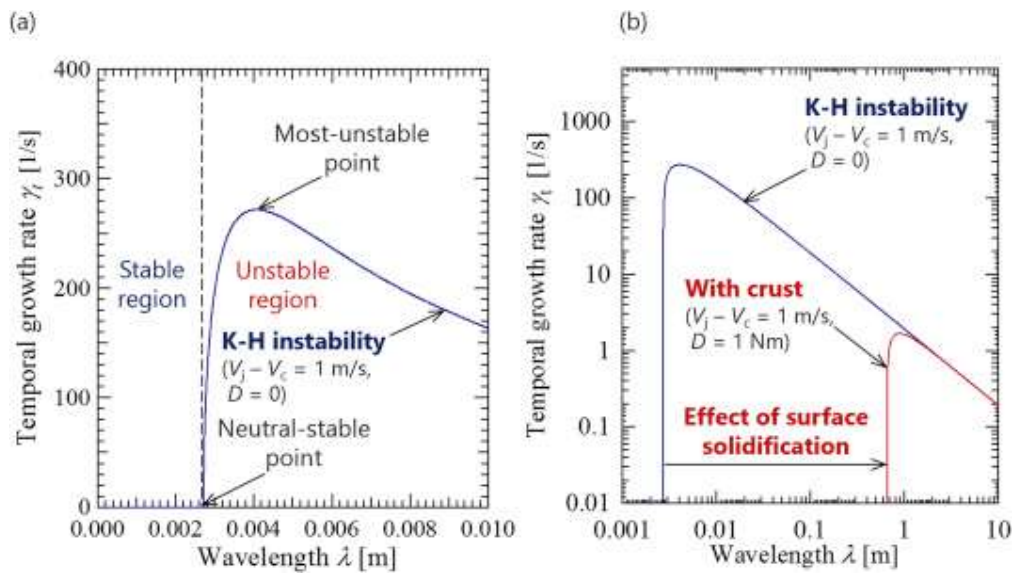 (a)
400
300
200
100
0
0.000
0.002
0.004
0.006
0.008
0.010
Temporal growth rate γt [1/s]
Wavelength λ [m]
Most-unstable
point
Stable
region
Unstable
region
K-H instability
(Vj – Vc = 1 m/s,
D = 0)
Neutral-stable
point
(b)
1000
100
10
1
0.1
0.01
0.001
0.01
0.1
1
10
Temporal growth rate γt [1/s]
Wavelength λ [m]
K-H instability
(Vj – Vc = 1 m/s,
D = 0)
With crust
(Vj – Vc = 1 m/s,
D = 1 Nm)
Effect of surface
solidification